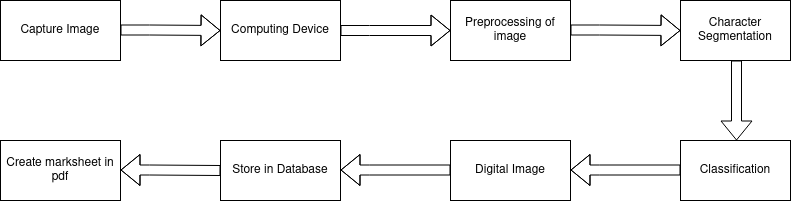 Capture Image
Computing Device
Preprocessing of
image
Character
Segmentation
Classification
Digital Image
Store in Database
Create marksheet in
pdf